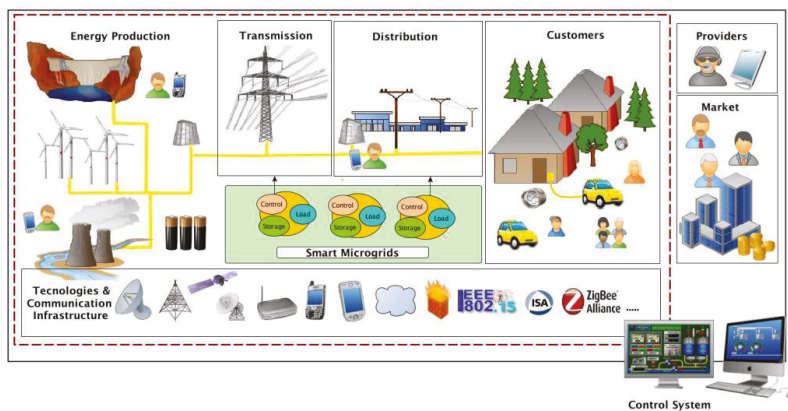 Energy Production
Transmission
Distribution
Customers
Providers
Market
Control
Load
Storage
Control
Load
Storage
Control
Load
Storage
Smart Microgrids
Tecnologies &
Communication
Infrastructure
IEEE
802.15
ISA
ZigBee®
Alliance
.....
Control System